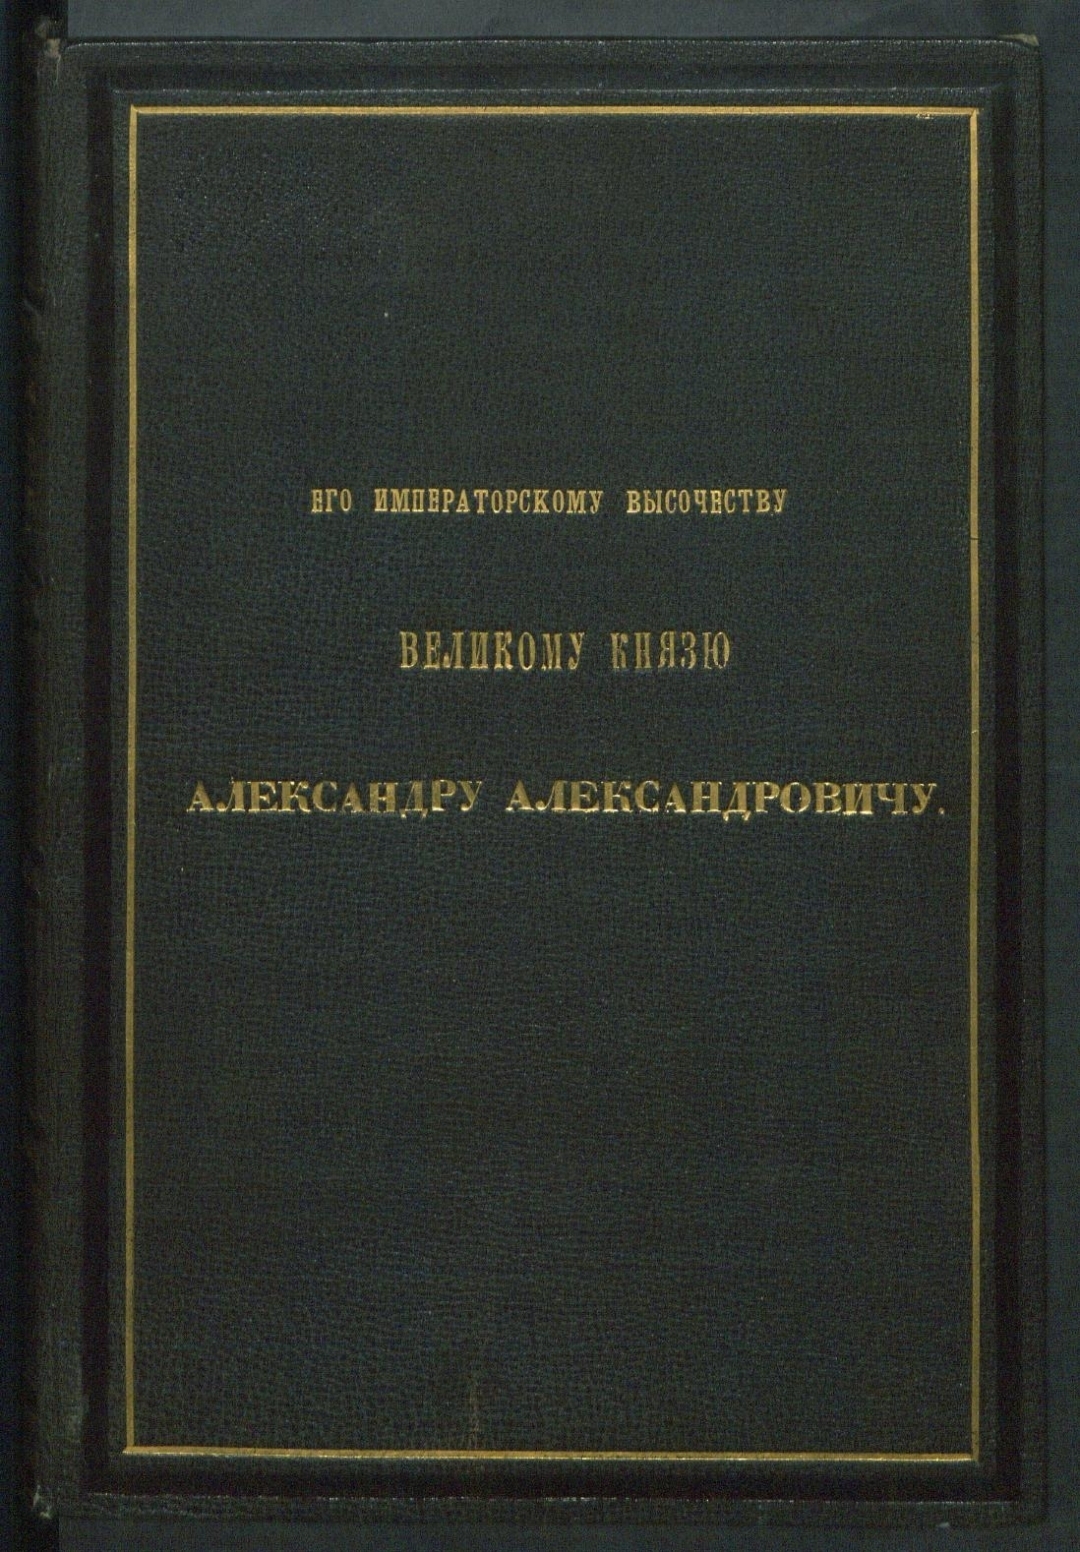 ЕГО ИМПЕРАТОРСКОМУ ВЫСОЧЕСТВУ
ВЕЛИКОМУ КНЯЗЮ
АЛЕКСАНДРУ АЛЕКСАНДРОВИЧУ.